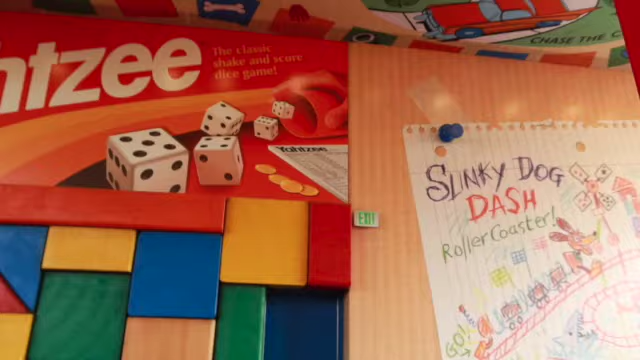 htzee
The classic
shake and score
dice game!
Yahtzee
EXIT
CHASE THE C
SLINKY DOG
DASH
Roller Coaster!
GO!